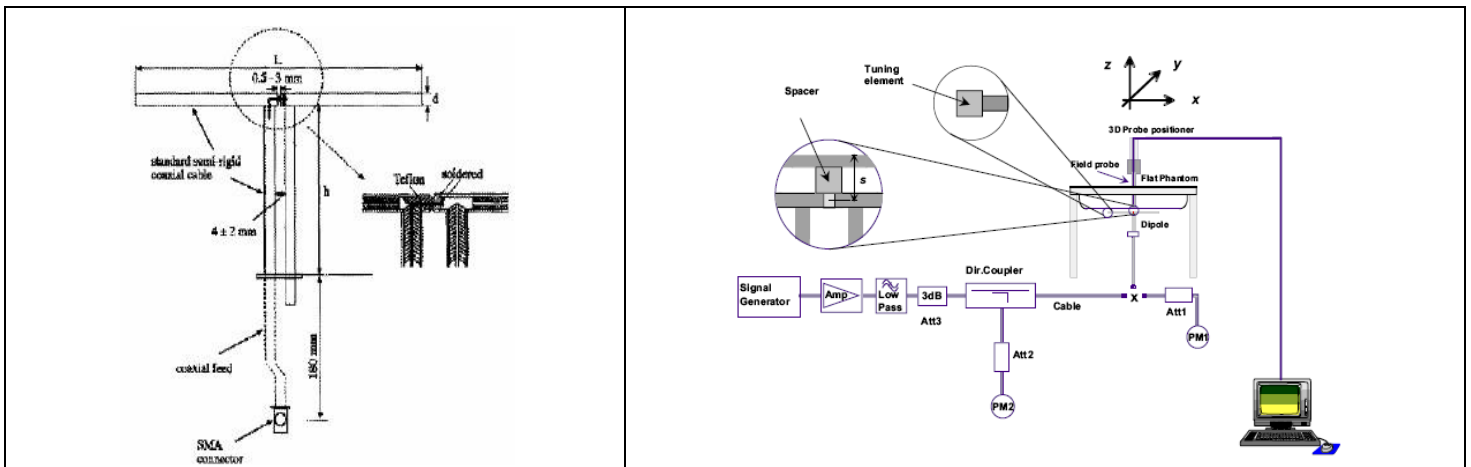 L
0.5-3 mm
d
standard semi-rigid
coaxial cable
h
Teflon
soldered
4 ± 2 mm
coaxial feed
180 mm
SMA
connector
Tuning
element
Spacer
s
z
y
x
3D Probe positioner
Field probe
Flat Phantom
Dipole
Signal
Generator
Amp
Low
Pass
3dB
Att3
Dir.Coupler
Cable
x
Att1
PM1
Att2
PM2